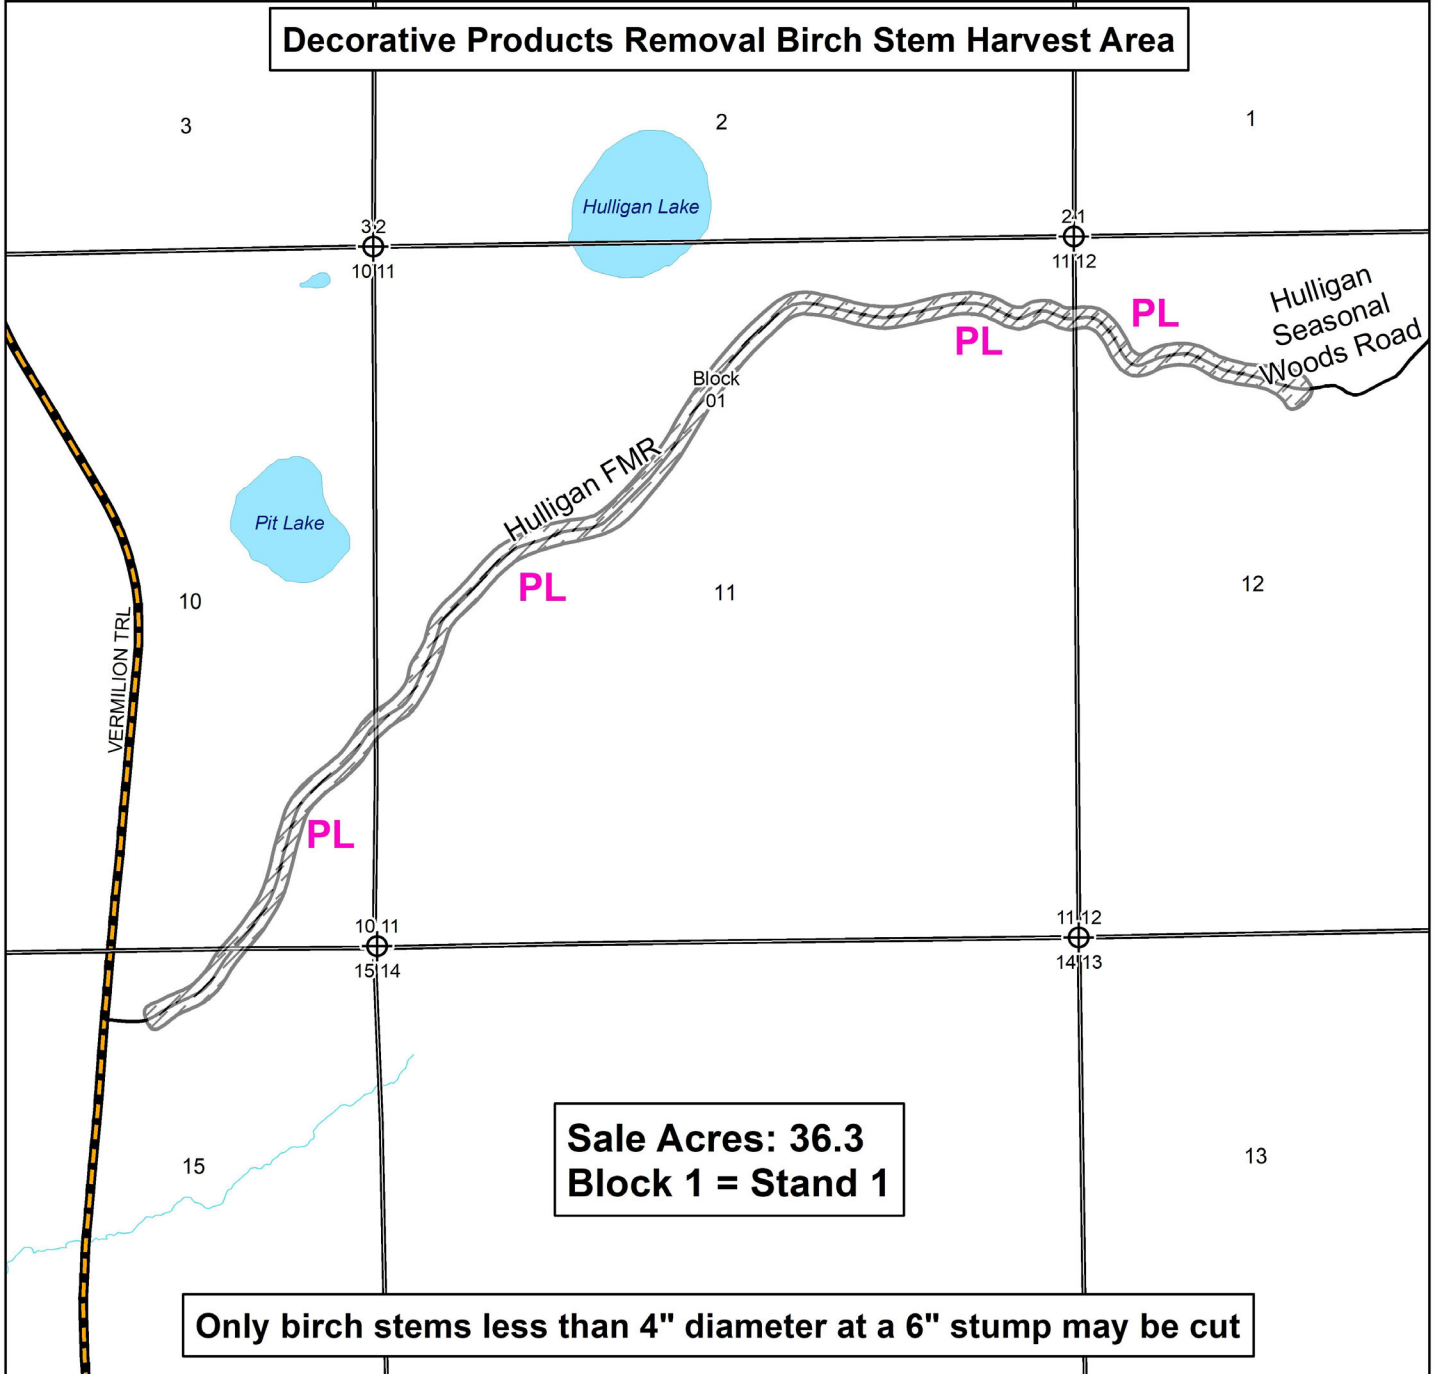 Decorative Products Removal Birch Stem Harvest Area
3
2
1
Hulligan Lake
3 2
10 11
2 1
11 12
Hulligan
Seasonal
Woods Road
PL
PL
Block
01
Hulligan FMR
Pit Lake
PL
10
11
12
VERMILION TRL
PL
10 11
15 14
11 12
14 13
15
13
Sale Acres: 36.3
Block 1 = Stand 1
Only birch stems less than 4" diameter at a 6" stump may be cut